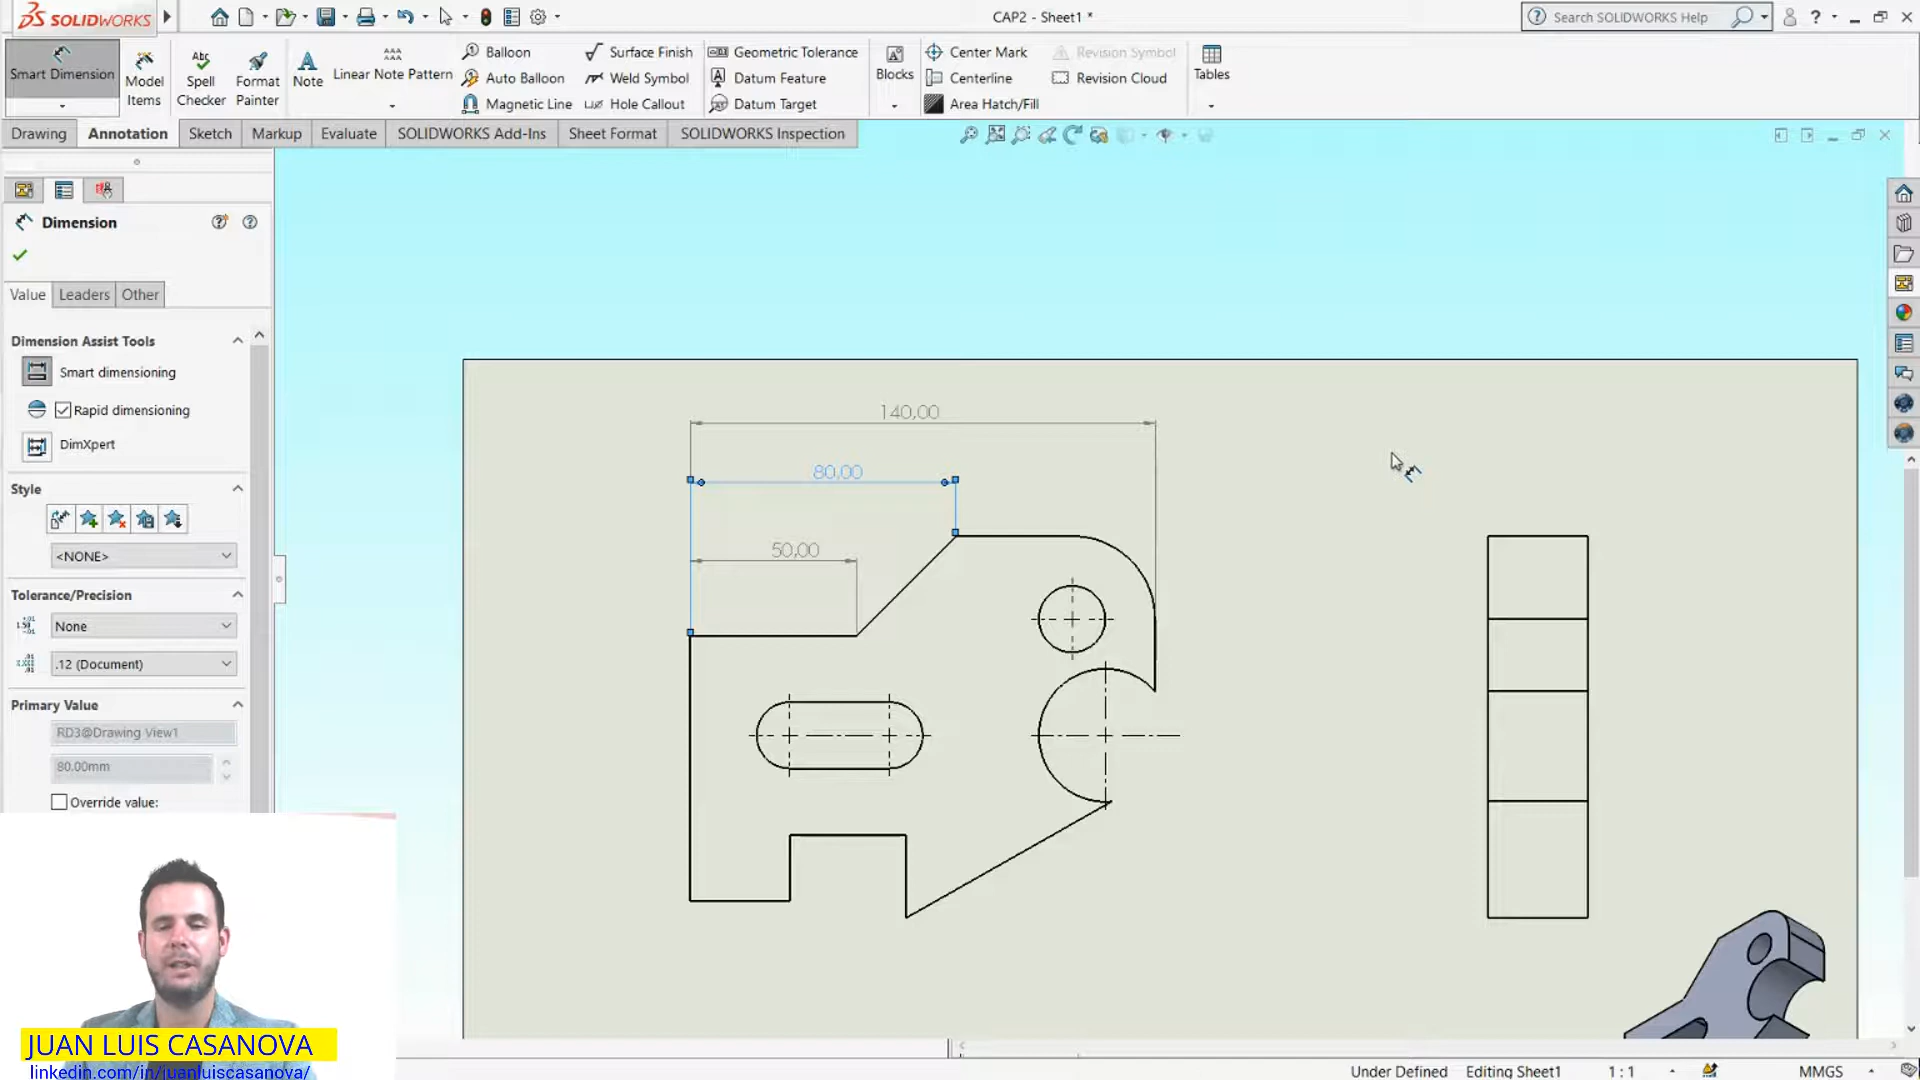 SOLIDWORKS
CAP2 - Sheet1 *
Search SOLIDWORKS Help
?
Smart Dimension
Model Items
Abc
Spell Checker
Format Painter
A
Note
AAA
AAA
Linear Note Pattern
Balloon
Auto Balloon
Magnetic Line
Surface Finish
Weld Symbol
Hole Callout
Geometric Tolerance
Datum Feature
Datum Target
Blocks
Center Mark
Centerline
Area Hatch/Fill
Revision Symbol
Revision Cloud
Tables
Drawing
Annotation
Sketch
Markup
Evaluate
SOLIDWORKS Add-Ins
Sheet Format
SOLIDWORKS Inspection
Dimension
Value
Leaders
Other
Dimension Assist Tools
Smart dimensioning
Rapid dimensioning
DimXpert
Style
<NONE>
Tolerance/Precision
None
.12 (Document)
Primary Value
RD3@Drawing View1
80.00mm
Override value:
140,00
80,00
50,00
JUAN LUIS CASANOVA
linkedin.com/in/juanluiscasanova/
Under Defined
Editing Sheet1
1 : 1
MMGS